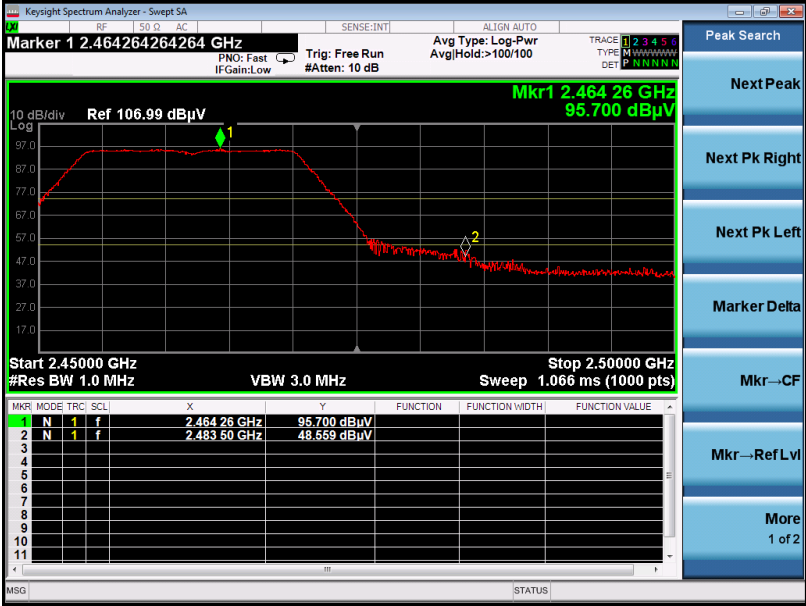 Keysight Spectrum Analyzer - Swept SA
LXI RF 50 Ω AC SENSE:INT ALIGN AUTO
Marker 1 2.464264264264 GHz
PNO: Fast
IFGain:Low
Trig: Free Run
#Atten: 10 dB
Avg Type: Log-Pwr
Avg|Hold:>100/100
TRACE 1 2 3 4 5 6
TYPE M WWWWW
DET P N N N N N
Mkr1 2.464 26 GHz
95.700 dBµV
10 dB/div Ref 106.99 dBµV
Log
1
97.0
87.0
77.0
67.0
57.0
2
47.0
37.0
27.0
17.0
Start 2.45000 GHz Stop 2.50000 GHz
#Res BW 1.0 MHz VBW 3.0 MHz Sweep 1.066 ms (1000 pts)
MKR MODE TRC SCL X Y FUNCTION FUNCTION WIDTH FUNCTION VALUE
1 N 1 f 2.464 26 GHz 95.700 dBµV
2 N 1 f 2.483 50 GHz 48.559 dBµV
3
4
5
6
7
8
9
10
11
MSG STATUS
Peak Search
Next Peak
Next Pk Right
Next Pk Left
Marker Delta
Mkr→CF
Mkr→Ref Lvl
More
1 of 2